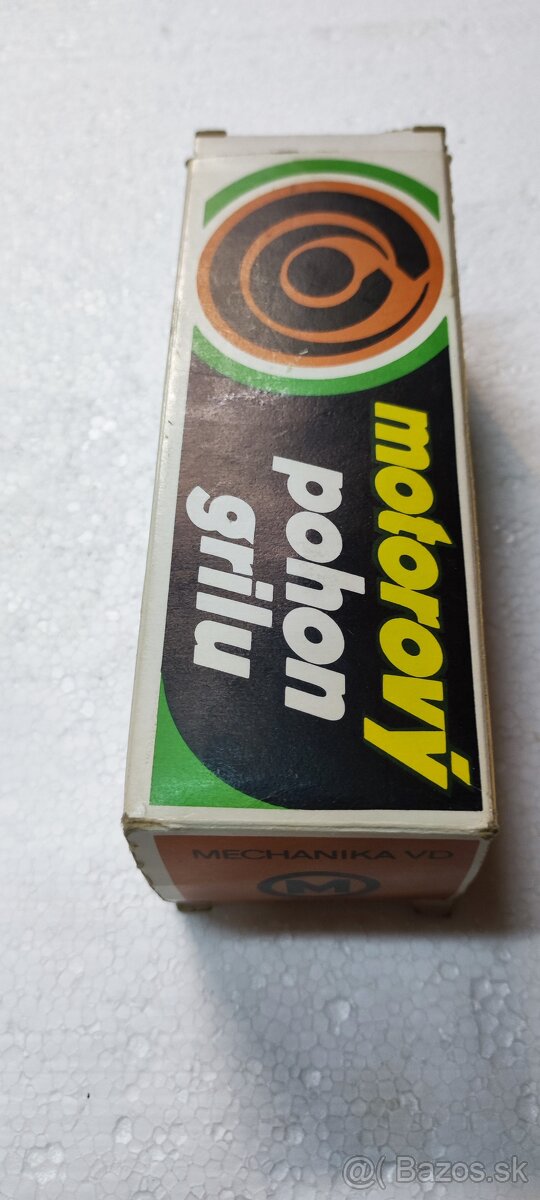 motorový
pohon
grilu
MECHANIKA VD
M
@( Bazos.sk